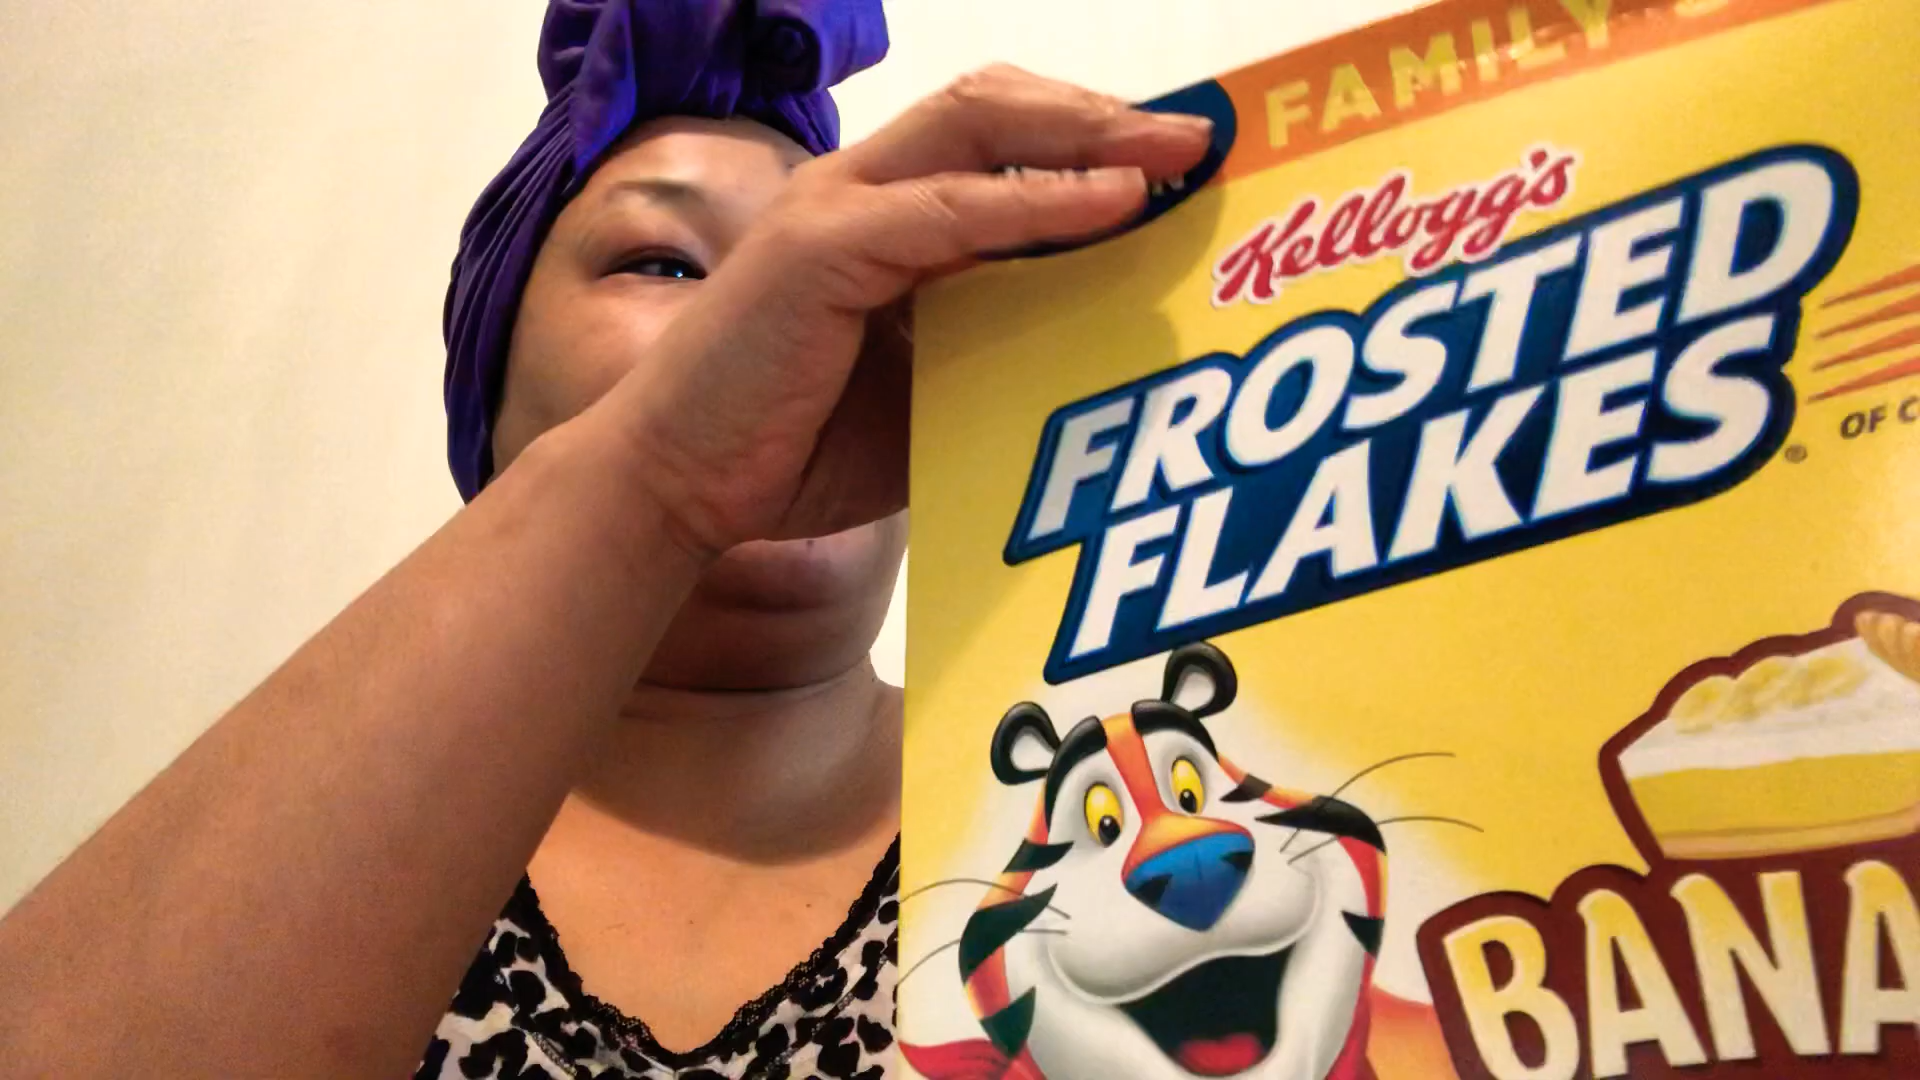 FAMILY
Kellogg's
FROSTED
FLAKES®
OF C
BANA